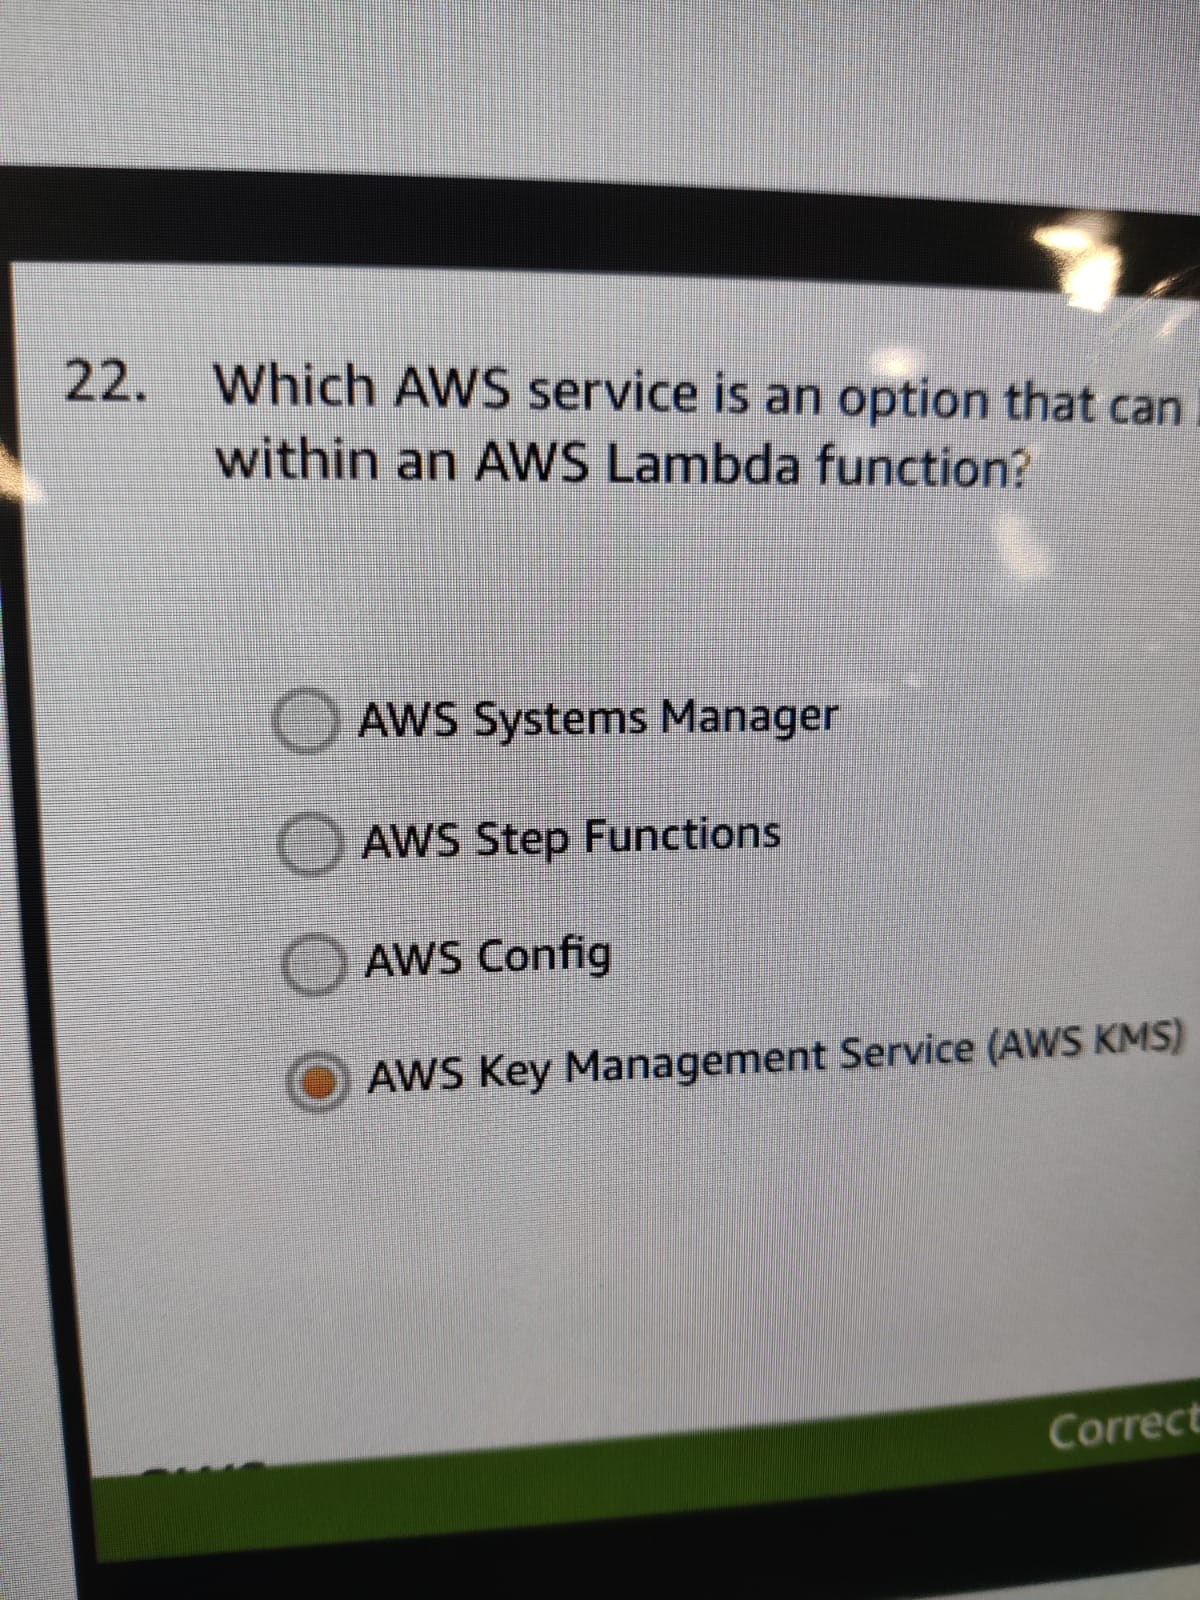 22. Which AWS service is an option that can
within an AWS Lambda function?
AWS Systems Manager
AWS Step Functions
AWS Config
AWS Key Management Service (AWS KMS)
Correct